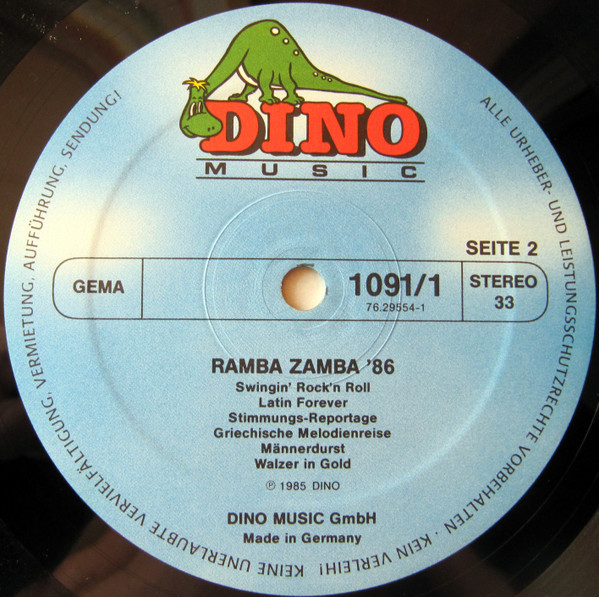 DINO
MUSIC
ALLE URHEBER- UND LEISTUNGSSCHUTZRECHTE VORBEHALTEN · KEIN VERLEIH! KEINE UNERLAUBTE VERVIELFÄLTIGUNG, VERMIETUNG, AUFFÜHRUNG, SENDUNG!
SEITE 2
GEMA
1091/1
76.29554-1
STEREO
33
RAMBA ZAMBA '86
Swingin' Rock'n Roll
Latin Forever
Stimmungs-Reportage
Griechische Melodienreise
Männerdurst
Walzer in Gold
℗ 1985 DINO
DINO MUSIC GmbH
Made in Germany